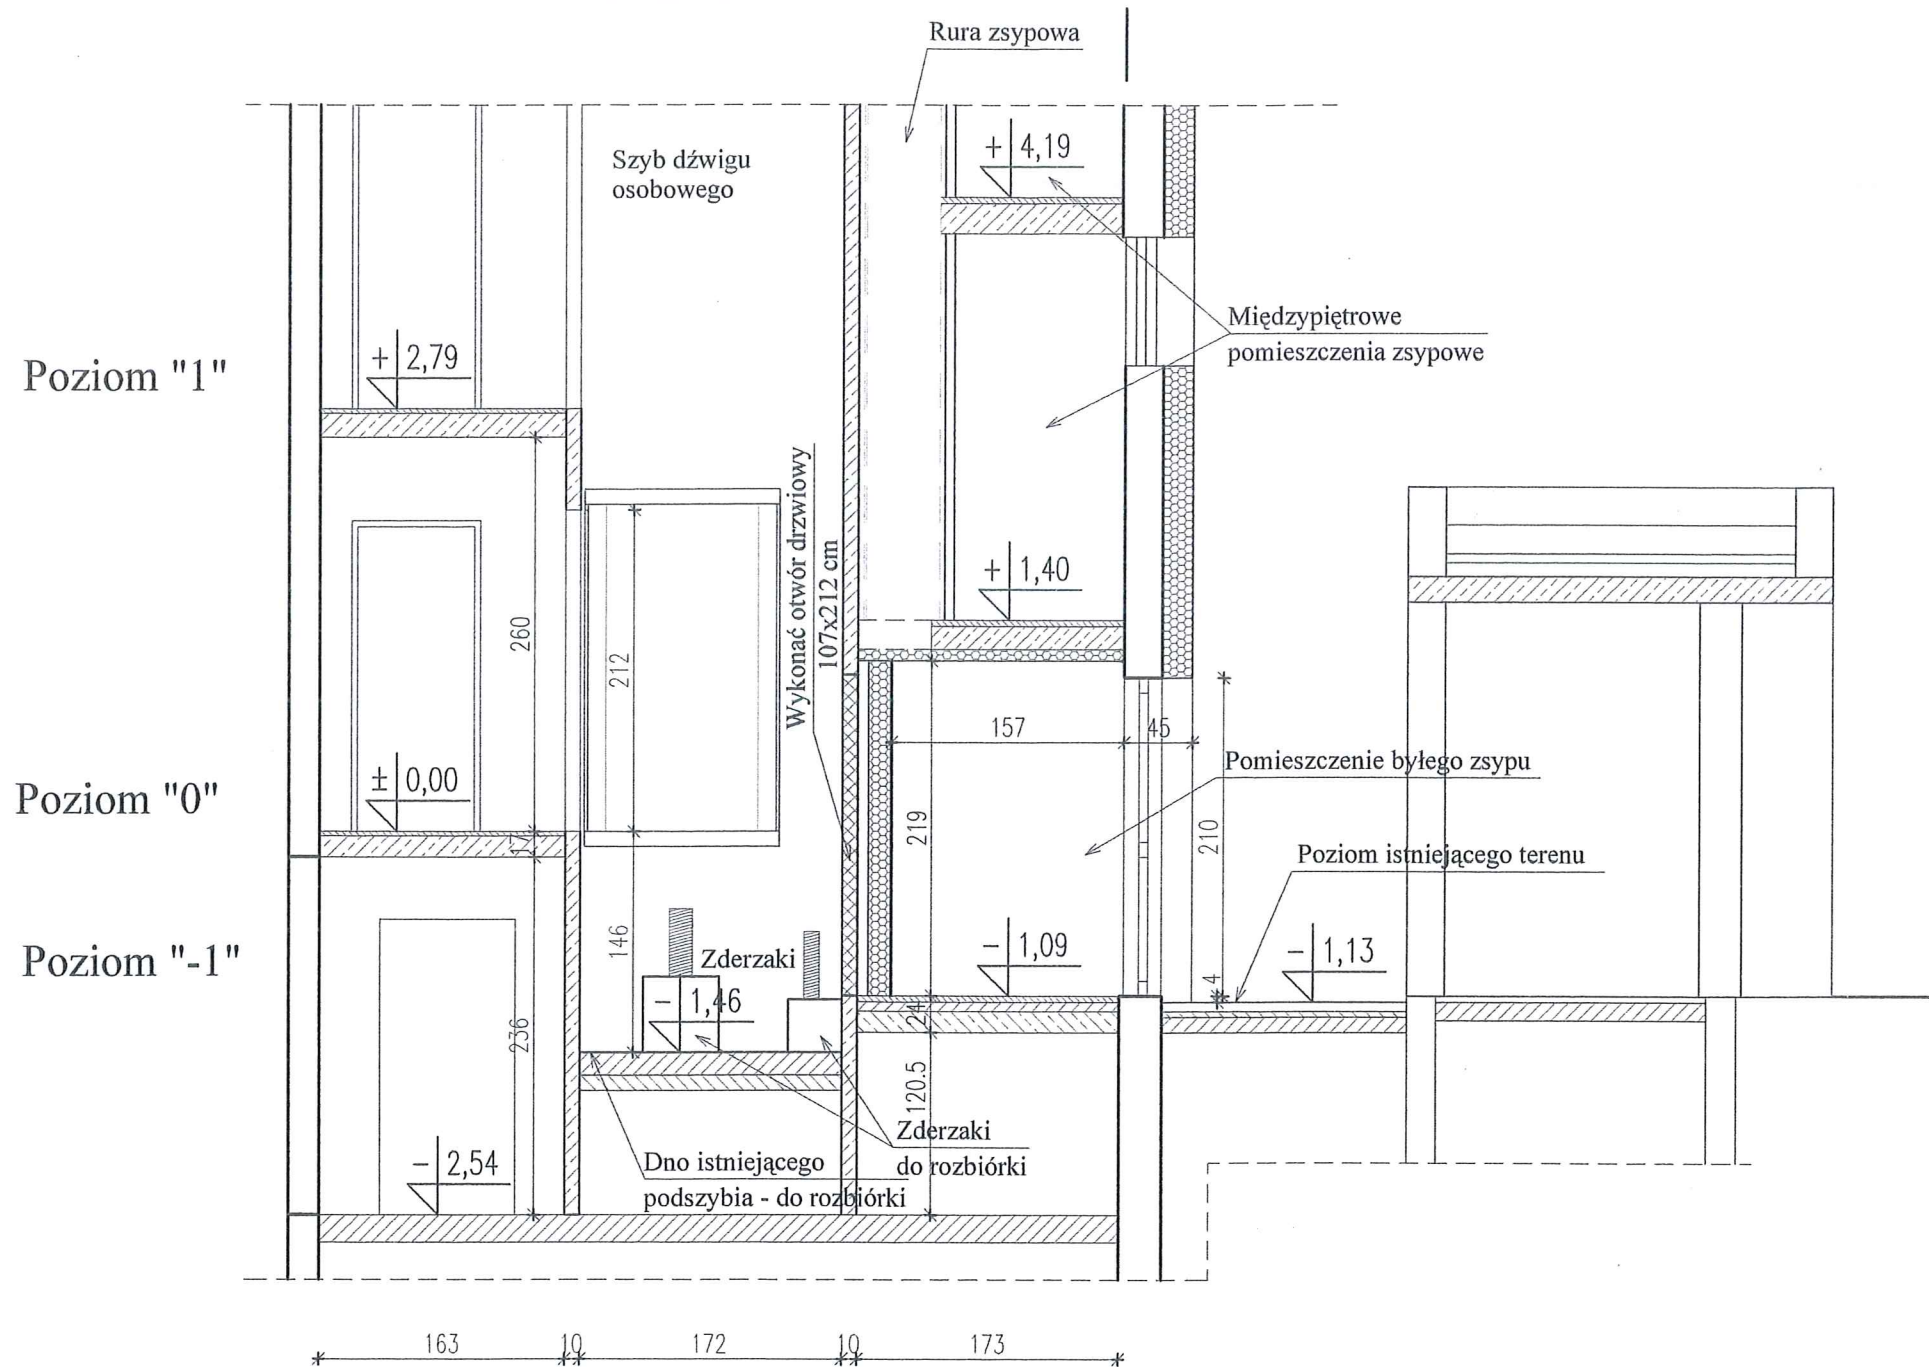 Rura zsypowa
Szyb dźwigu
osobowego
+ 4,19
Międzypiętrowe
pomieszczenia zsypowe
Poziom "1"
+ 2,79
Wykonać otwór drzwiowy
107x212 cm
+ 1,40
260
212
157
45
Pomieszczenie byłego zsypu
Poziom "0"
± 0,00
17
219
210
Poziom istniejącego terenu
Poziom "-1"
146
Zderzaki
- 1,46
- 1,09
- 1,13
4
24
236
120.5
Zderzaki
do rozbiórki
Dno istniejącego
podszybia - do rozbiórki
- 2,54
163
10
172
10
173